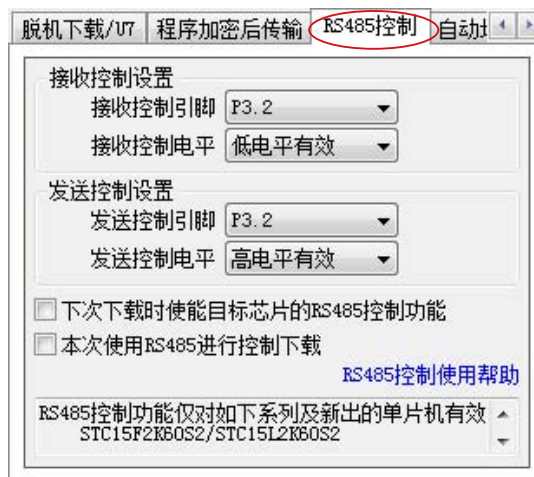 脱机下载/U7 程序加密后传输 RS485控制
接收控制设置
接收控制引脚 P3.2
接收控制电平 低电平有效
发送控制设置
发送控制引脚 P3.2
发送控制电平 高电平有效
下次下载时使能目标芯片的RS485控制功能
本次使用RS485进行控制下载
RS485控制使用帮助
RS485控制功能仅对如下系列及新出的单片机有效
STC15F2K60S2/STC15L2K60S2